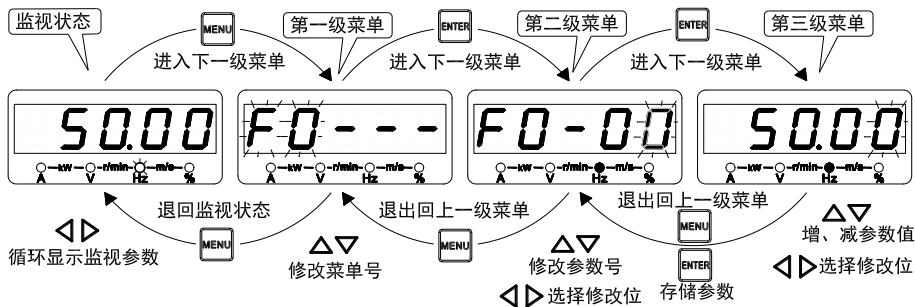 监视状态
MENU
第一级菜单
ENTER
第二级菜单
ENTER
第三级菜单
进入下一级菜单
进入下一级菜单
进入下一级菜单
50.00
F0---
F0-00
50.00
kw r/min m/s
A V Hz %
kw r/min m/s
A V Hz %
kw r/min m/s
A V Hz %
kw r/min m/s
A V Hz %
退回监视状态
退出回上一级菜单
退出回上一级菜单
MENU
MENU
MENU
ENTER
循环显示监视参数
修改菜单号
修改参数号
选择修改位
存储参数
增、减参数值
选择修改位